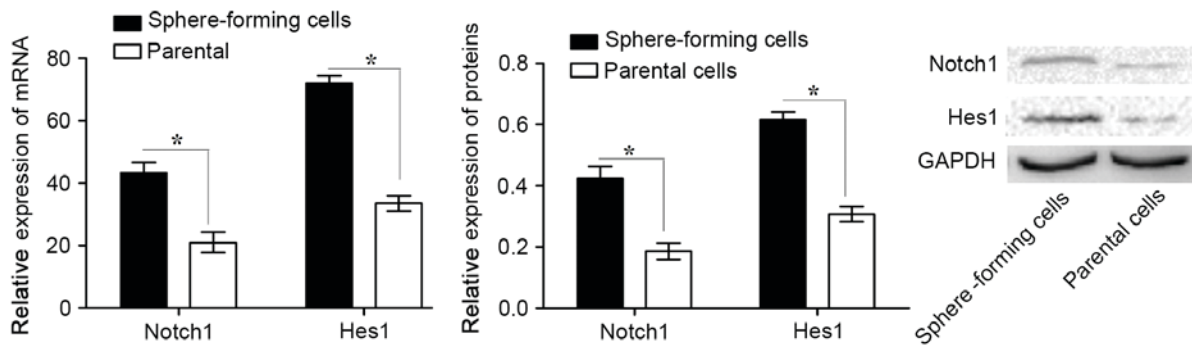 Sphere-forming cells
Parental
Relative expression of mRNA
80
60
40
20
0
*
*
Notch1
Hes1
Sphere-forming cells
Parental cells
Relative expression of proteins
0.8
0.6
0.4
0.2
0.0
*
*
Notch1
Hes1
Notch1
Hes1
GAPDH
Sphere-forming cells
Parental cells